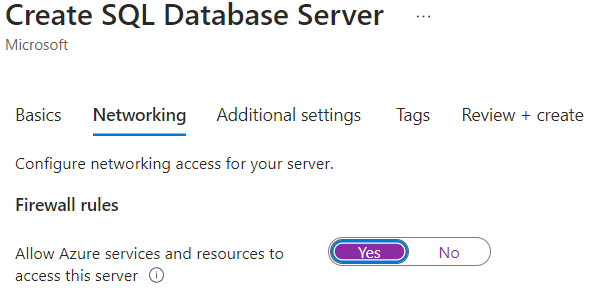 Create SQL Database Server ...
Microsoft
Basics Networking Additional settings Tags Review + create
Configure networking access for your server.
Firewall rules
Allow Azure services and resources to Yes No
access this server